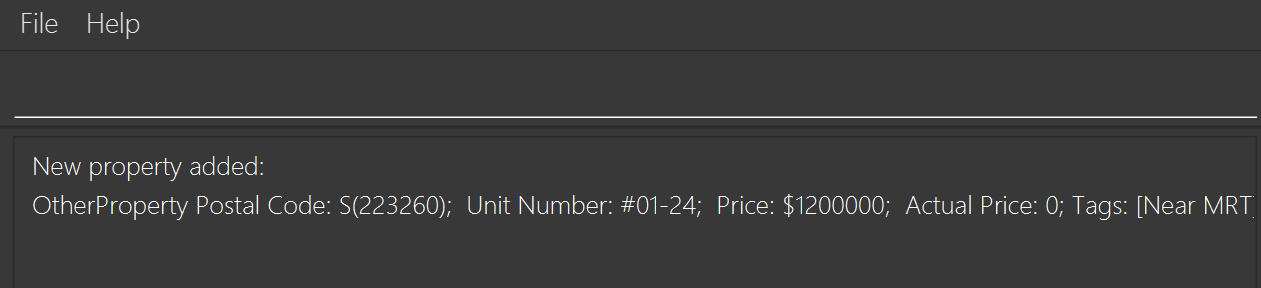 File Help
New property added:
OtherProperty Postal Code: S(223260); Unit Number: #01-24; Price: $1200000; Actual Price: 0; Tags: [Near MRT]